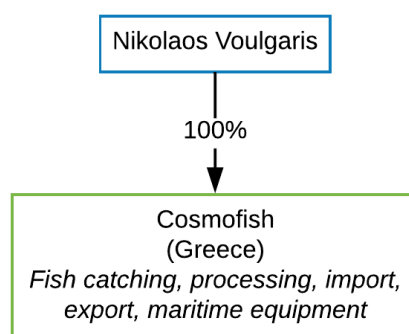 Nikolaos Voulgaris
100%
Cosmofish
(Greece)
Fish catching, processing, import,
export, maritime equipment